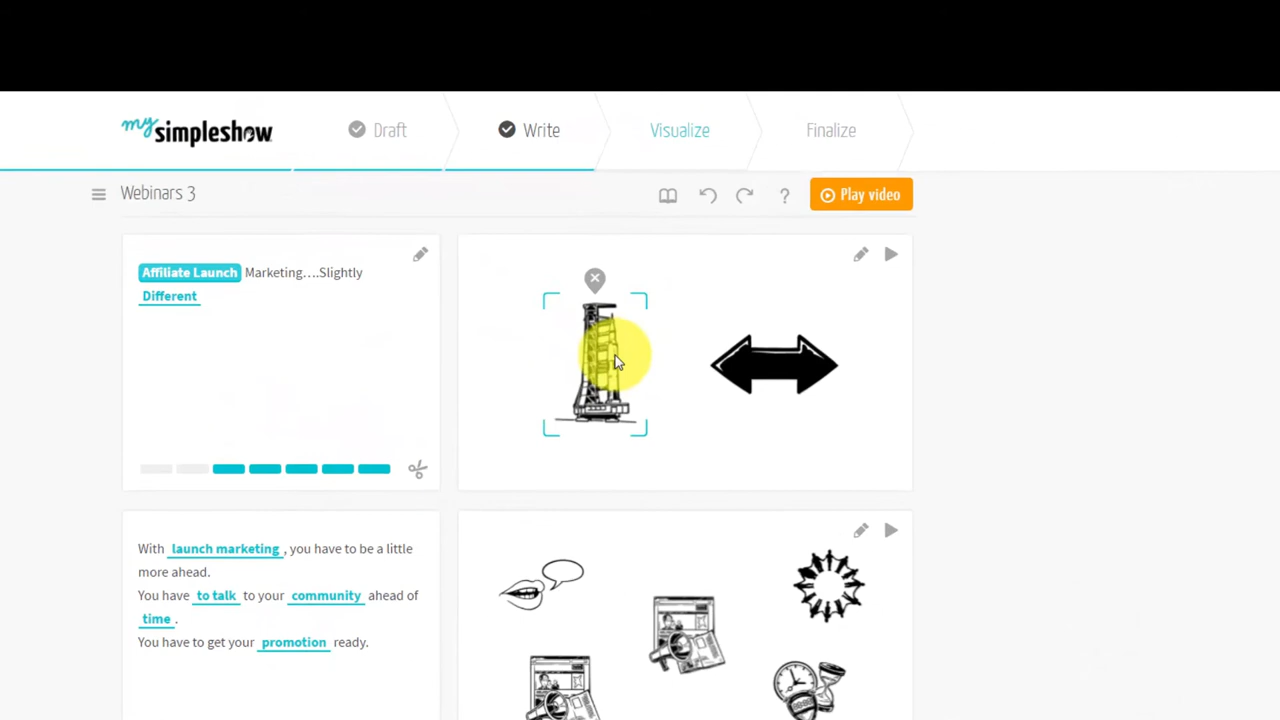 my simpleshow
Draft
Write
Visualize
Finalize
Webinars 3
?
Play video
Affiliate Launch Marketing....Slightly
Different
With launch marketing , you have to be a little
more ahead.
You have to talk to your community ahead of
time .
You have to get your promotion ready.